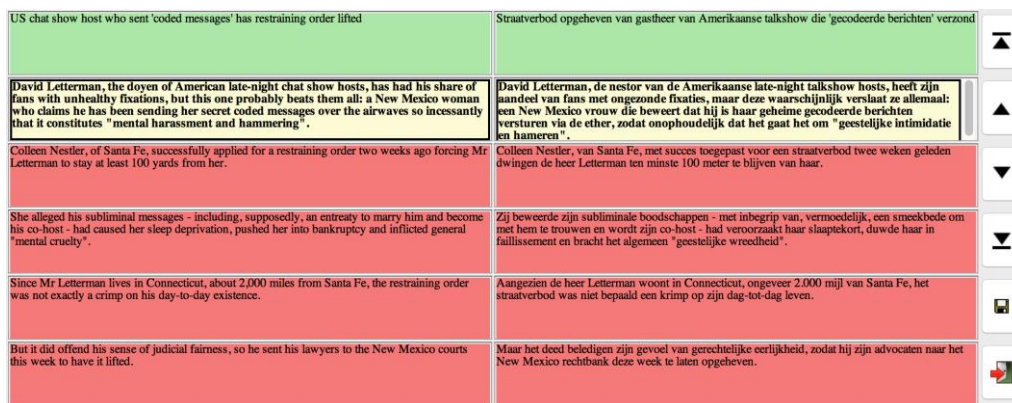 US chat show host who sent 'coded messages' has restraining order lifted
Straatverbod opgeheven van gastheer van Amerikaanse talkshow die 'gecodeerde berichten' verzond
David Letterman, the doyen of American late-night chat show hosts, has had his share of
fans with unhealthy fixations, but this one probably beats them all: a New Mexico woman
who claims he has been sending her secret coded messages over the airwaves so incessantly
that it constitutes "mental harassment and hammering".
David Letterman, de nestor van de Amerikaanse late-night talkshow hosts, heeft zijn
aandeel van fans met ongezonde fixaties, maar deze waarschijnlijk verslaat ze allemaal:
een New Mexico vrouw die beweert dat hij is haar geheime gecodeerde berichten
versturen via de ether, zodat onophoudelijk dat het gaat het om "geestelijke intimidatie
en hameren".
Colleen Nestler, of Santa Fe, successfully applied for a restraining order two weeks ago forcing Mr
Letterman to stay at least 100 yards from her.
Colleen Nestler, van Santa Fe, met succes toegepast voor een straatverbod twee weken geleden
dwingen de heer Letterman ten minste 100 meter te blijven van haar.
She alleged his subliminal messages - including, supposedly, an entreaty to marry him and become
his co-host - had caused her sleep deprivation, pushed her into bankruptcy and inflicted general
"mental cruelty".
Zij beweerde zijn subliminale boodschappen - met inbegrip van, vermoedelijk, een smeekbede om
met hem te trouwen en wordt zijn co-host - had veroorzaakt haar slaaptekort, duwde haar in
faillissement en bracht het algemeen "geestelijke wreedheid".
Since Mr Letterman lives in Connecticut, about 2,000 miles from Santa Fe, the restraining order
was not exactly a crimp on his day-to-day existence.
Aangezien de heer Letterman woont in Connecticut, ongeveer 2.000 mijl van Santa Fe, het
straatverbod was niet bepaald een krimp op zijn dag-tot-dag leven.
But it did offend his sense of judicial fairness, so he sent his lawyers to the New Mexico courts
this week to have it lifted.
Maar het deed beledigen zijn gevoel van gerechtelijke eerlijkheid, zodat hij zijn advocaten naar het
New Mexico rechtbank deze week te laten opgeheven.